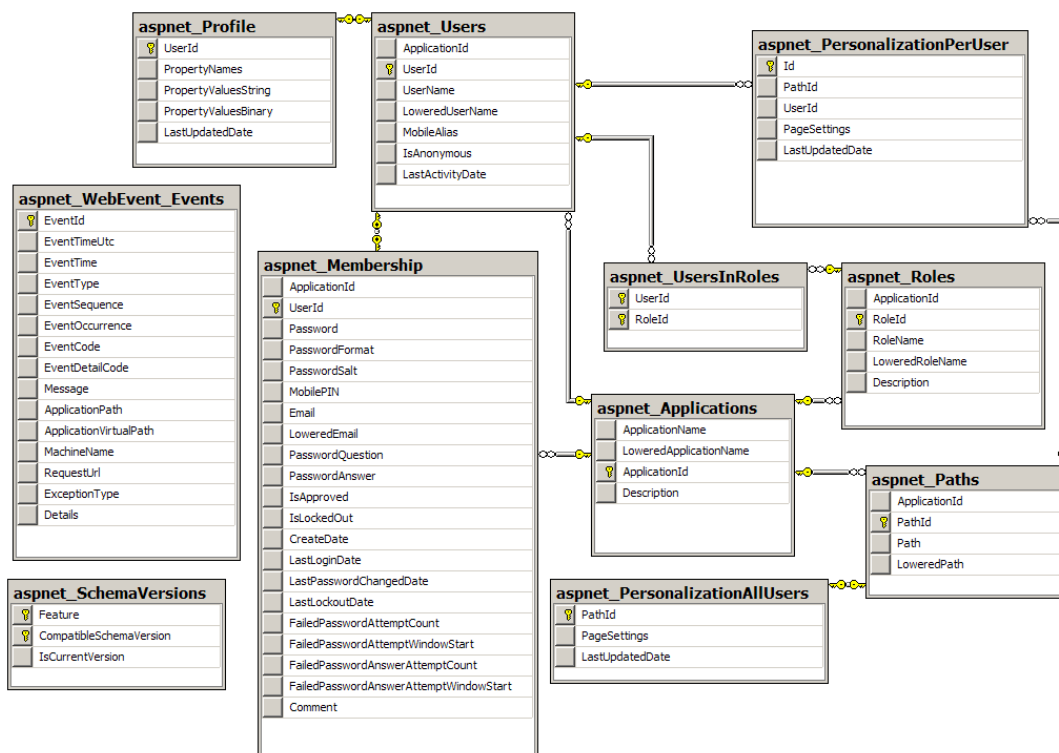 aspnet_Profile
UserId
PropertyNames
PropertyValuesString
PropertyValuesBinary
LastUpdatedDate
aspnet_Users
ApplicationId
UserId
UserName
LoweredUserName
MobileAlias
IsAnonymous
LastActivityDate
aspnet_PersonalizationPerUser
Id
PathId
UserId
PageSettings
LastUpdatedDate
aspnet_WebEvent_Events
EventId
EventTimeUtc
EventTime
EventType
EventSequence
EventOccurrence
EventCode
EventDetailCode
Message
ApplicationPath
ApplicationVirtualPath
MachineName
RequestUrl
ExceptionType
Details
aspnet_Membership
ApplicationId
UserId
Password
PasswordFormat
PasswordSalt
MobilePIN
Email
LoweredEmail
PasswordQuestion
PasswordAnswer
IsApproved
IsLockedOut
CreateDate
LastLoginDate
LastPasswordChangedDate
LastLockoutDate
FailedPasswordAttemptCount
FailedPasswordAttemptWindowStart
FailedPasswordAnswerAttemptCount
FailedPasswordAnswerAttemptWindowStart
Comment
aspnet_UsersInRoles
UserId
RoleId
aspnet_Roles
ApplicationId
RoleId
RoleName
LoweredRoleName
Description
aspnet_Applications
ApplicationName
LoweredApplicationName
ApplicationId
Description
aspnet_Paths
ApplicationId
PathId
Path
LoweredPath
aspnet_SchemaVersions
Feature
CompatibleSchemaVersion
IsCurrentVersion
aspnet_PersonalizationAllUsers
PathId
PageSettings
LastUpdatedDate